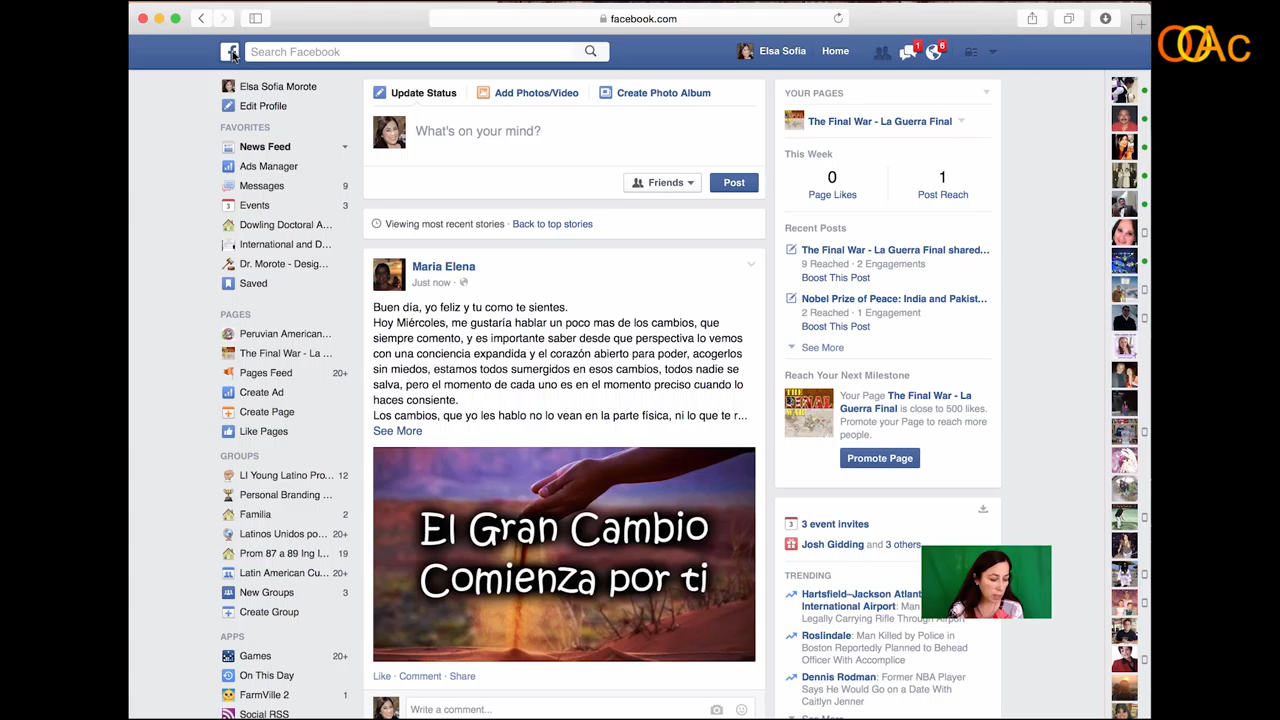 facebook.com
OOAc
Search Facebook
Elsa Sofia
Home
1
6
Elsa Sofia Morote
Edit Profile
FAVORITES
News Feed
Ads Manager
Messages 9
3 Events 3
Dowling Doctoral A...
International and D...
Dr. Morote - Desig...
Saved
PAGES
Peruvian American...
The Final War - La ...
Pages Feed 20+
Create Ad
Create Page
Like Pages
GROUPS
LI Young Latino Pro... 12
Personal Branding ...
Familia 2
Latinos Unidos po... 20+
Prom 87 a 89 Ing I... 19
Latin American Cu... 20+
New Groups 3
Create Group
APPS
Games 20+
On This Day
FarmVille 2 1
Social RSS
Update Status Add Photos/Video Create Photo Album
What's on your mind?
Friends Post
Viewing most recent stories · Back to top stories
Maria Elena
Just now ·
Buen día, yo feliz y tu como te sientes.
Hoy Miércoles, me gustaría hablar un poco mas de los cambios, que
siempre comento, y es importante saber desde que perspectiva lo vemos
con una conciencia expandida y el corazón abierto para poder, acogerlos
sin miedos, estamos todos sumergidos en esos cambios, todos nadie se
salva, pero el momento de cada uno es en el momento preciso cuando lo
haces consiente.
Los cambios, que yo les hablo no lo vean en la parte física, ni lo que te r...
See More
El Gran Cambio
Comienza por ti
Like · Comment · Share
Write a comment...
YOUR PAGES
The Final War - La Guerra Final
This Week
0 1
Page Likes Post Reach
Recent Posts
The Final War - La Guerra Final shared...
9 Reached · 2 Engagements
Boost This Post
Nobel Prize of Peace: India and Pakist...
2 Reached · 1 Engagement
Boost This Post
See More
Reach Your Next Milestone
THE FINAL WAR
Your Page The Final War - La
Guerra Final is close to 500 likes.
Promote your Page to reach more
people.
Promote Page
3 3 event invites
Josh Gidding and 3 others
TRENDING
Hartsfield–Jackson Atlant
International Airport: Man
Legally Carrying Rifle Through Airport
Roslindale: Man Killed by Police in
Boston Reportedly Planned to Behead
Officer With Accomplice
Dennis Rodman: Former NBA Player
Says He Would Go on a Date With
Caitlyn Jenner
See More